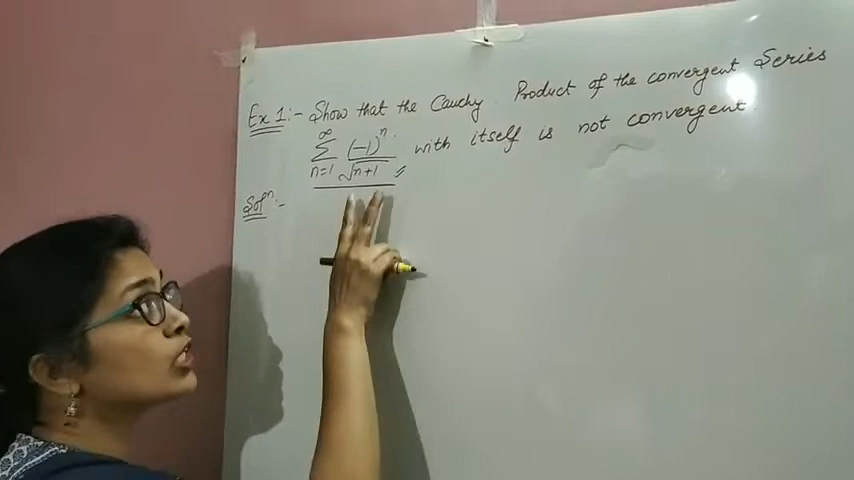 Ex 1:- Show that the Cauchy Product of the convergent Series
∑_{n=1}^{∞} (-1)^n / √(n+1) with itself is not convergent
Solⁿ:-